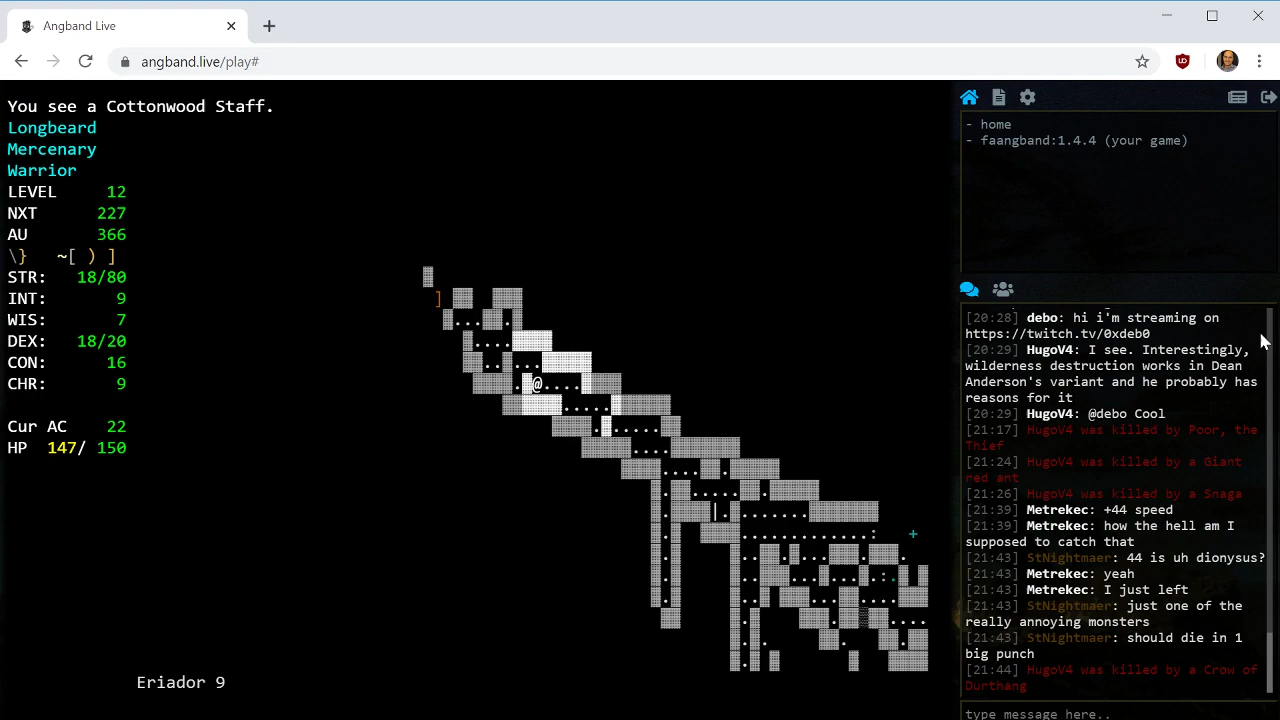 Angband Live
angband.live/play#
You see a Cottonwood Staff.
Longbeard
Mercenary
Warrior
LEVEL 12
NXT 227
AU 366
\} ~[ ) ]
STR: 18/80
INT: 9
WIS: 7
DEX: 18/20
CON: 16
CHR: 9
Cur AC 22
HP 147/ 150
Eriador 9
- home
- faangband:1.4.4 (your game)
[20:28] debo: hi i'm streaming on
https://twitch.tv/0xdeb0
[20:29] HugoV4: I see. Interestingly,
wilderness destruction works in Dean
Anderson's variant and he probably has
reasons for it
[20:29] HugoV4: @debo Cool
[21:17] HugoV4 was killed by Poor, the
Thief
[21:24] HugoV4 was killed by a Giant
red ant
[21:26] HugoV4 was killed by a Snaga
[21:39] Metrekec: +44 speed
[21:39] Metrekec: how the hell am I
supposed to catch that
[21:43] StNightmaer: 44 is uh dionysus?
[21:43] Metrekec: yeah
[21:43] Metrekec: I just left
[21:43] StNightmaer: just one of the
really annoying monsters
[21:43] StNightmaer: should die in 1
big punch
[21:44] HugoV4 was killed by a Crow of
Durthang
type message here..